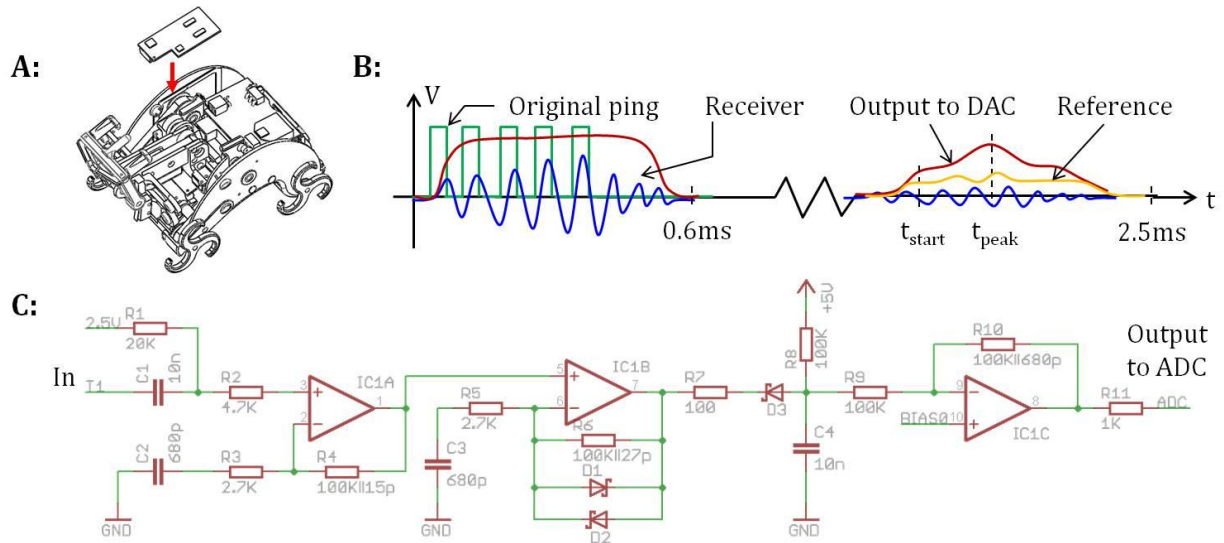 A:
B:
V
Original ping
Receiver
Output to DAC
Reference
0.6ms
t_start
t_peak
2.5ms
t
C:
2.5V
R1
20K
In
T1
C1
10n
R2
4.7K
3
2
1
IC1A
C2
680p
R3
2.7K
R4
100K||15p
GND
R5
2.7K
C3
680p
GND
5
6
7
IC1B
R6
100K||27p
D1
D2
R7
100
D3
+5V
R8
100K
C4
10n
GND
R9
100K
BIAS0
9
10
8
IC1C
R10
100K||680p
R11
1K
ADC
Output
to ADC